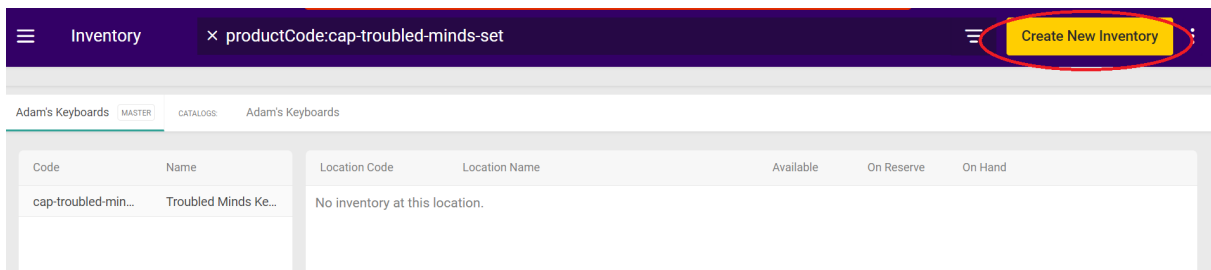 Inventory × productCode:cap-troubled-minds-set Create New Inventory
Adam's Keyboards MASTER CATALOGS: Adam's Keyboards
Code Name Location Code Location Name Available On Reserve On Hand
cap-troubled-min... Troubled Minds Ke... No inventory at this location.